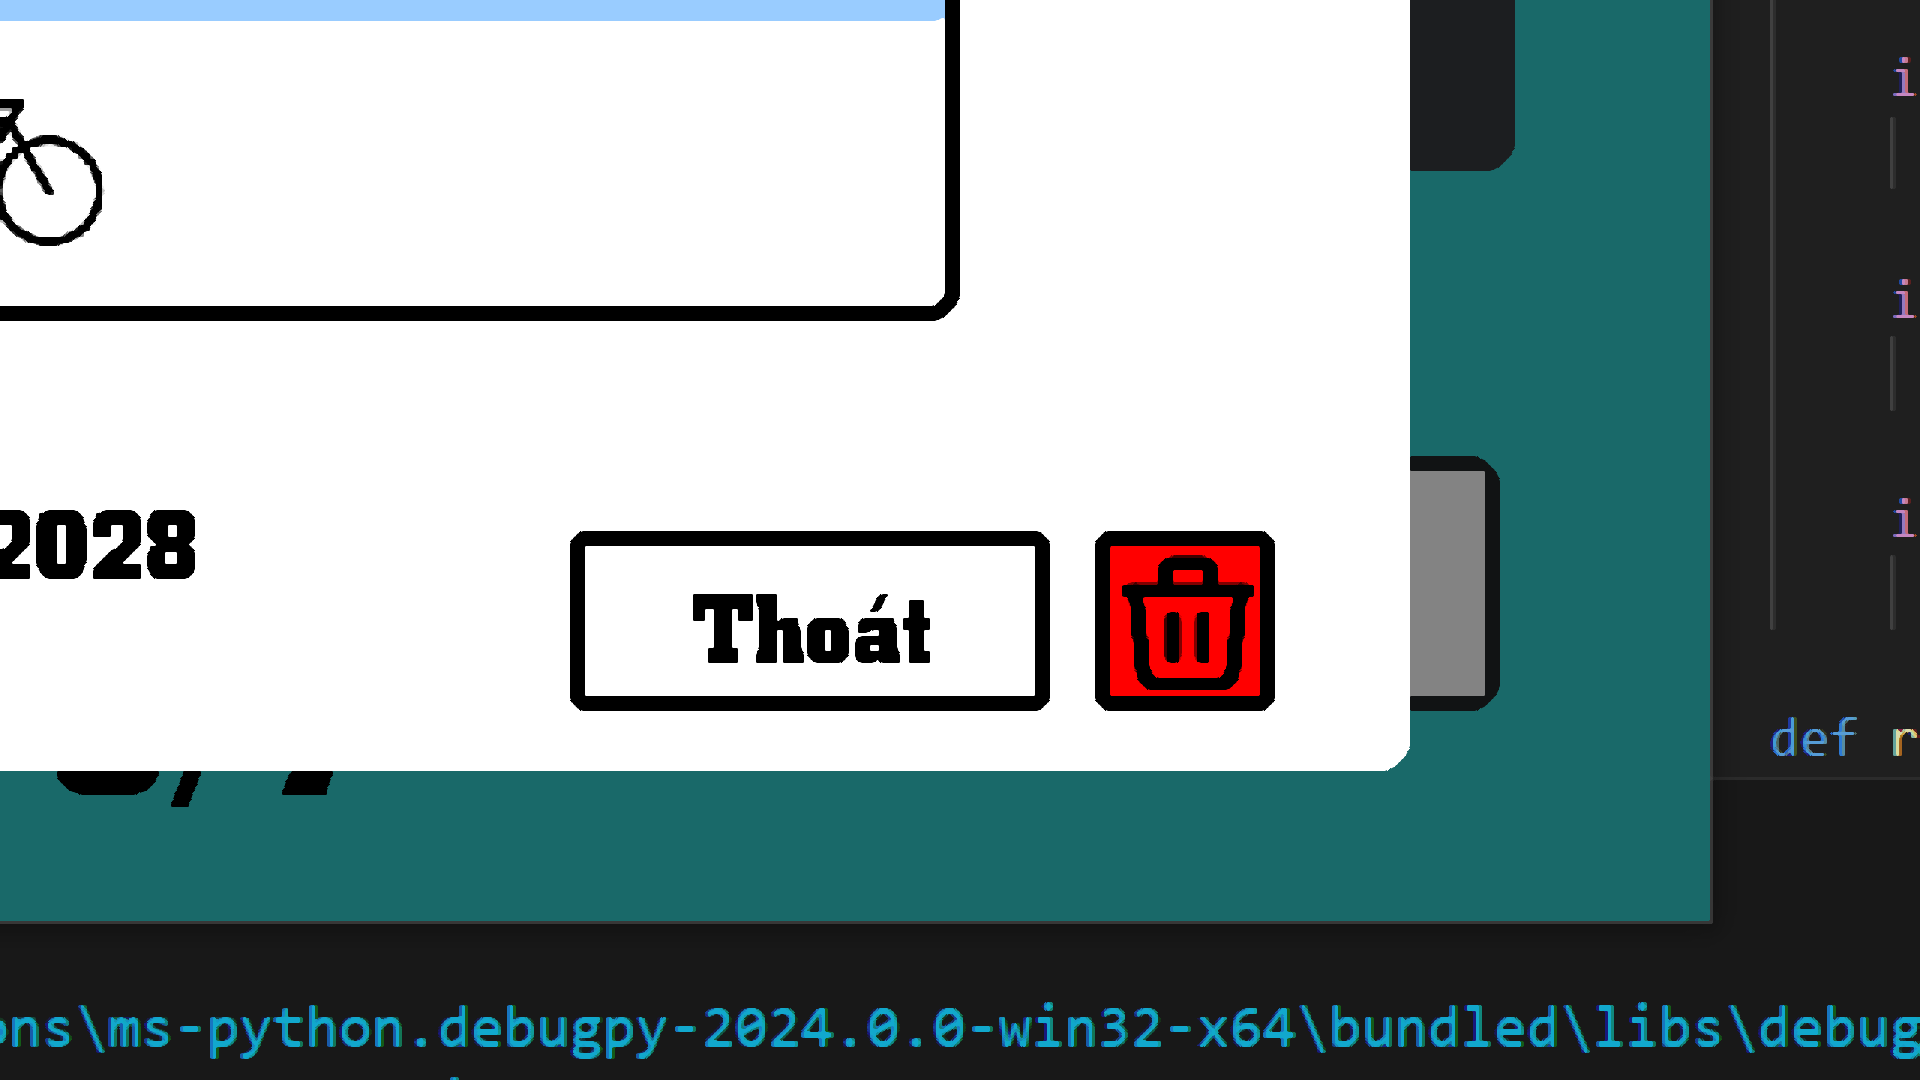 i
i
2028
i
Thoát
def r
ons\ms-python.debugpy-2024.0.0-win32-x64\bundled\libs\debug